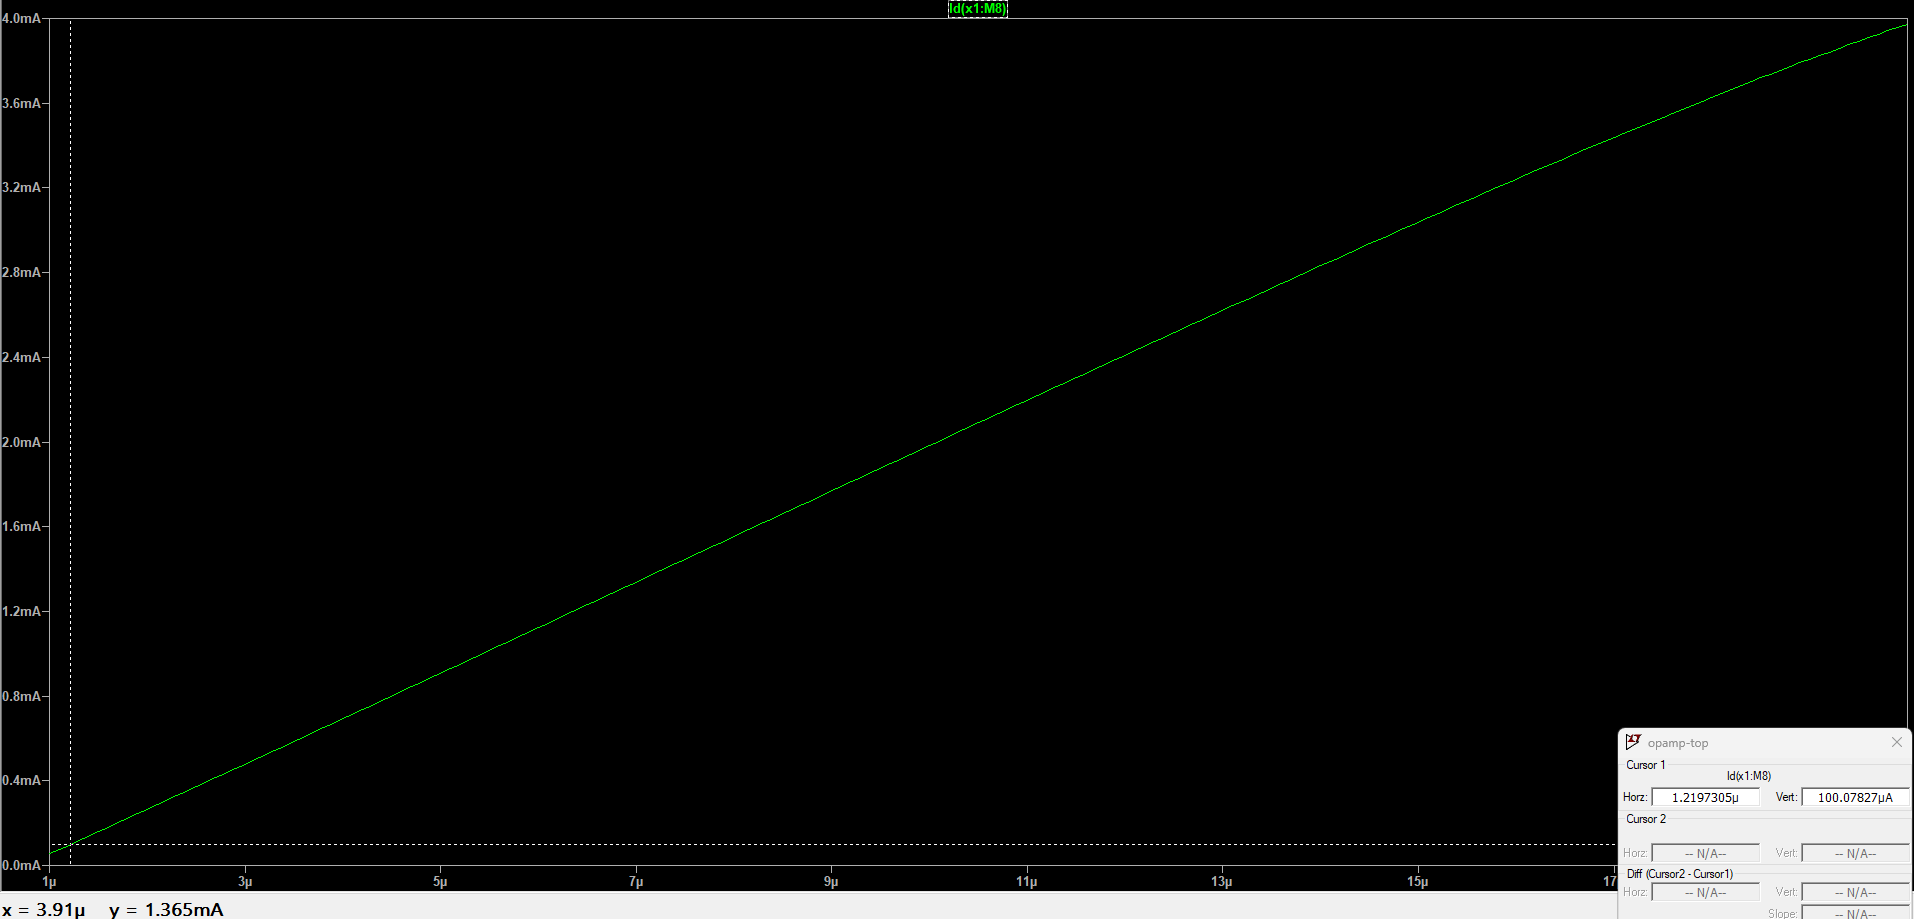 Id(x1:M8)
4.0mA
3.6mA
3.2mA
2.8mA
2.4mA
2.0mA
1.6mA
1.2mA
0.8mA
0.4mA
0.0mA
1µ 3µ 5µ 7µ 9µ 11µ 13µ 15µ 17
opamp-top
Cursor 1
Id(x1:M8)
Horz: 1.2197305µ Vert: 100.07827µA
Cursor 2
Horz: -- N/A-- Vert: -- N/A--
Diff (Cursor2 - Cursor1)
Horz: -- N/A-- Vert: -- N/A--
Slope: -- N/A--
x = 3.91µ y = 1.365mA